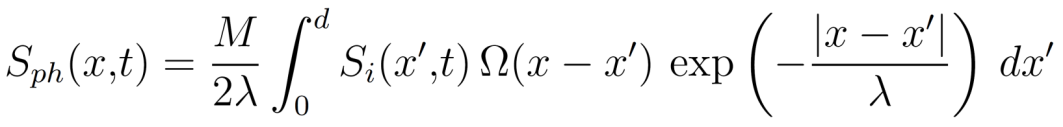 S_{ph}(x,t) = \frac{M}{2\lambda} \int_0^d S_i(x',t) \, \Omega(x - x') \, \exp\left(-\frac{|x - x'|}{\lambda}\right) \, dx'